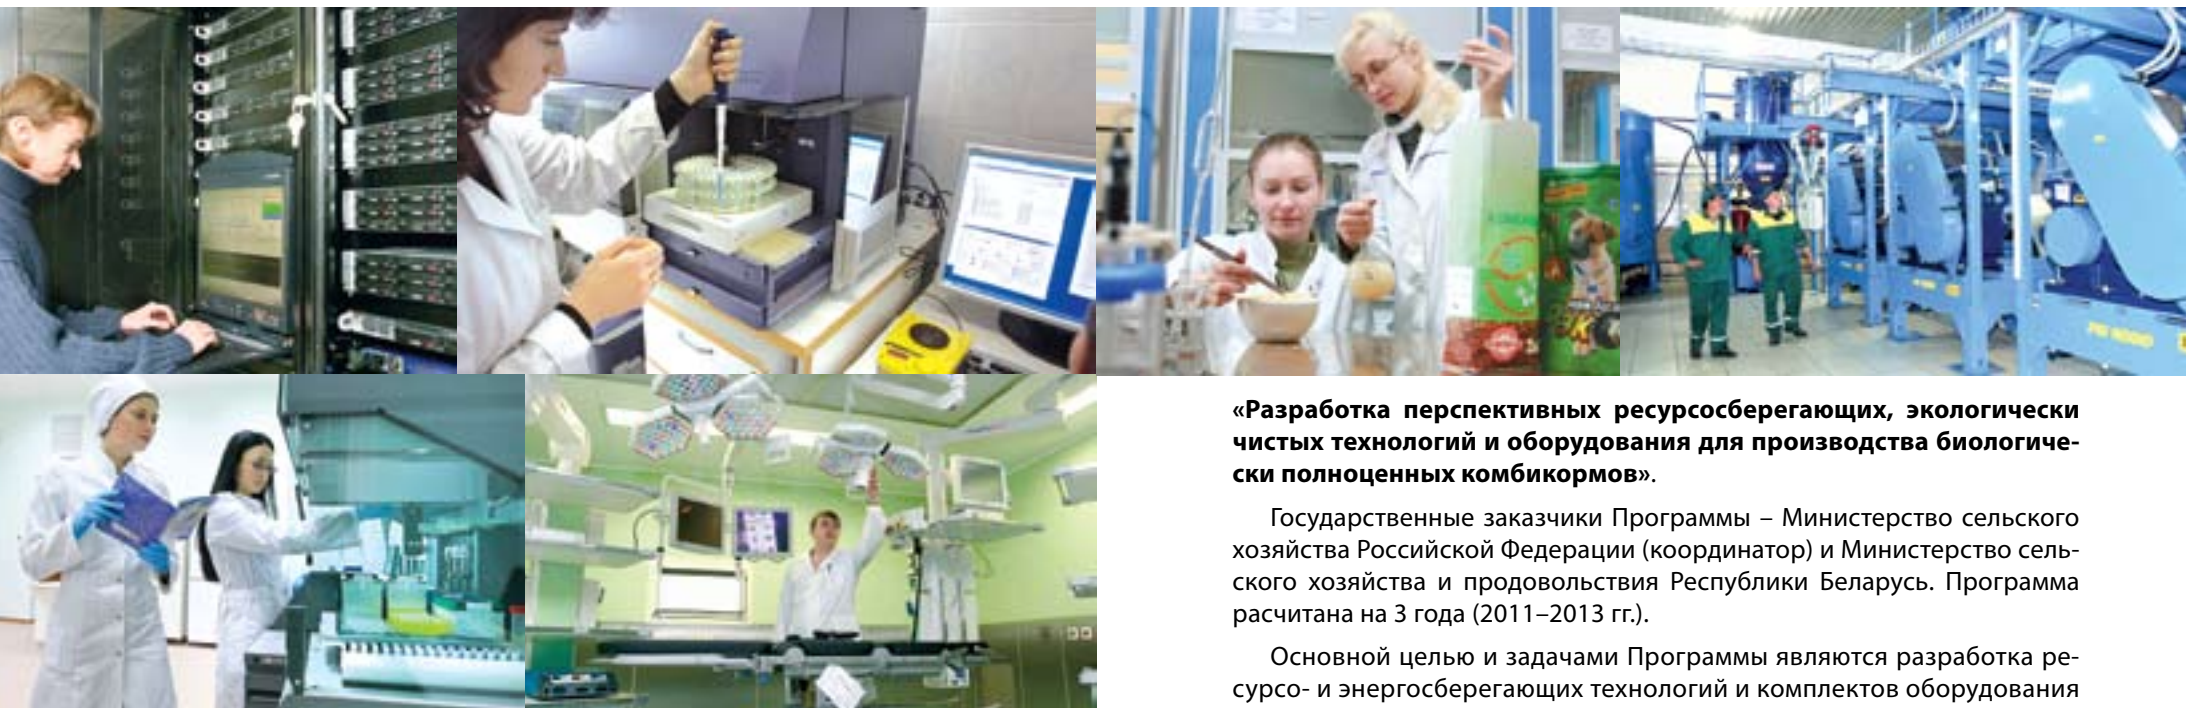 «Разработка перспективных ресурсосберегающих, экологически
чистых технологий и оборудования для производства биологиче-
ски полноценных комбикормов».
Государственные заказчики Программы – Министерство сельского
хозяйства Российской Федерации (координатор) и Министерство сель-
ского хозяйства и продовольствия Республики Беларусь. Программа
расчитана на 3 года (2011–2013 гг.).
Основной целью и задачами Программы являются разработка ре-
сурсо- и энергосберегающих технологий и комплектов оборудования